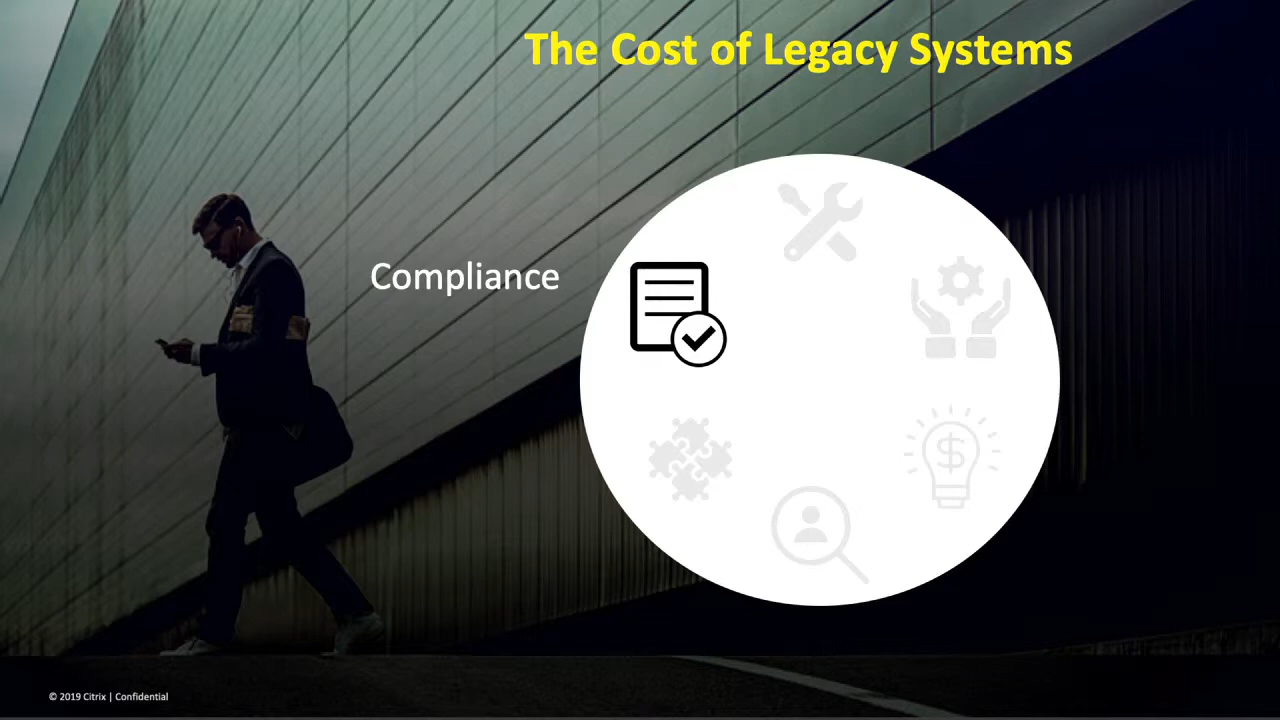 The Cost of Legacy Systems
Compliance
© 2019 Citrix | Confidential